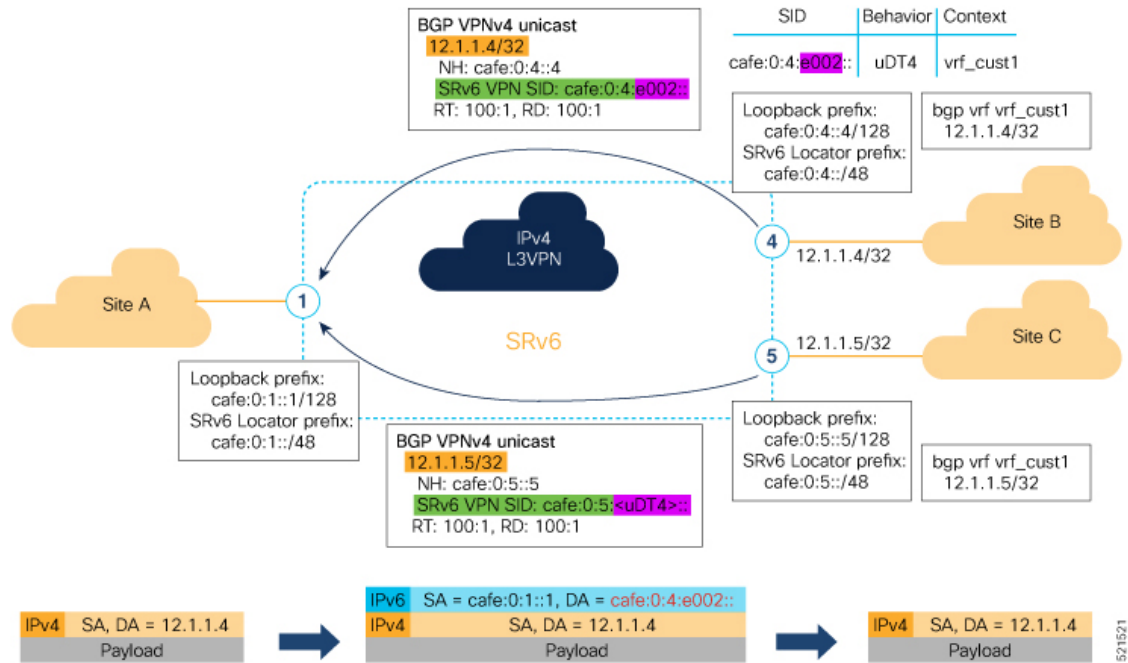 BGP VPNv4 unicast
12.1.1.4/32
NH: cafe:0:4::4
SRv6 VPN SID: cafe:0:4:e002::
RT: 100:1, RD: 100:1
SID Behavior Context
cafe:0:4:e002:: uDT4 vrf_cust1
Loopback prefix:
cafe:0:4::4/128
SRv6 Locator prefix:
cafe:0:4::/48
bgp vrf vrf_cust1
12.1.1.4/32
IPv4
L3VPN
4
12.1.1.4/32
Site B
Site A
1
SRv6
5
12.1.1.5/32
Site C
Loopback prefix:
cafe:0:1::1/128
SRv6 Locator prefix:
cafe:0:1::/48
BGP VPNv4 unicast
12.1.1.5/32
NH: cafe:0:5::5
SRv6 VPN SID: cafe:0:5:<uDT4>::
RT: 100:1, RD: 100:1
Loopback prefix:
cafe:0:5::5/128
SRv6 Locator prefix:
cafe:0:5::/48
bgp vrf vrf_cust1
12.1.1.5/32
IPv4 SA, DA = 12.1.1.4
Payload
IPv6 SA = cafe:0:1::1, DA = cafe:0:4:e002::
IPv4 SA, DA = 12.1.1.4
Payload
IPv4 SA, DA = 12.1.1.4
Payload
521521